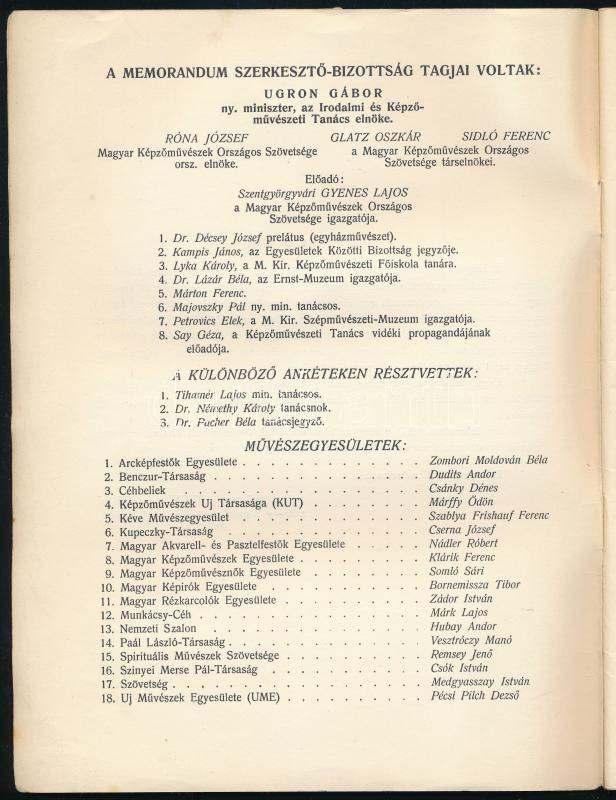 A MEMORANDUM SZERKESZTŐ-BIZOTTSÁG TAGJAI VOLTAK:
UGRON GÁBOR
ny. miniszter, az Irodalmi és Képző-
művészeti Tanács elnöke.
RÓNA JÓZSEF GLATZ OSZKÁR SIDLÓ FERENC
Magyar Képzőművészek Országos Szövetsége a Magyar Képzőművészek Országos
orsz. elnöke. Szövetsége társelnökei.
Előadó:
Szentgyörgyvári GYENES LAJOS
a Magyar Képzőművészek Országos
Szövetsége igazgatója.
1. Dr. Décsey József prelátus (egyházművészet).
2. Kampis János, az Egyesületek Közötti Bizottság jegyzője.
3. Lyka Károly, a M. Kir. Képzőművészeti Főiskola tanára.
4. Dr. Lázár Béla, az Ernst-Muzeum igazgatója.
5. Márton Ferenc.
6. Majovszky Pál ny. min. tanácsos.
7. Petrovics Elek, a M. Kir. Szépművészeti-Muzeum igazgatója.
8. Say Géza, a Képzőművészeti Tanács vidéki propagandájának
előadója.
A KÜLÖNBÖZŐ ANKÉTEKEN RÉSZTVETTEK:
1. Tihamér Lajos min. tanácsos.
2. Dr. Némethy Károly tanácsnok.
3. Dr. Pacher Béla tanácsjegyző.
MŰVÉSZEGYESÜLETEK:
1. Arcképfestők Egyesülete . . . . . . . . . . . . Zombori Moldován Béla
2. Benczur-Társaság . . . . . . . . . . . . . . Dudits Andor
3. Céhbeliek . . . . . . . . . . . . . . . . Csánky Dénes
4. Képzőművészek Uj Társasága (KUT) . . . . . . . . Márffy Ödön
5. Kéve Művészegyesület . . . . . . . . . . . . Szablya Frishauf Ferenc
6. Kupeczky-Társaság . . . . . . . . . . . . . Cserna József
7. Magyar Akvarell- és Pasztelfestők Egyesülete . . . . . Nádler Róbert
8. Magyar Képzőművészek Egyesülete . . . . . . . . Klárik Ferenc
9. Magyar Képzőművésznők Egyesülete . . . . . . . . Somló Sári
10. Magyar Képirók Egyesülete . . . . . . . . . . Bornemissza Tibor
11. Magyar Rézkarcolók Egyesülete . . . . . . . . . Zádor István
12. Munkácsy-Céh . . . . . . . . . . . . . . . Márk Lajos
13. Nemzeti Szalon . . . . . . . . . . . . . . Hubay Andor
14. Paál László-Társaság . . . . . . . . . . . . . Vesztróczy Manó
15. Spirituális Művészek Szövetsége . . . . . . . . . Remsey Jenő
16. Szinyei Merse Pál-Társaság . . . . . . . . . . Csók István
17. Szövetség . . . . . . . . . . . . . . . . Medgyasszay István
18. Uj Művészek Egyesülete (UME) . . . . . . . . . Pécsi Pilch Dezső